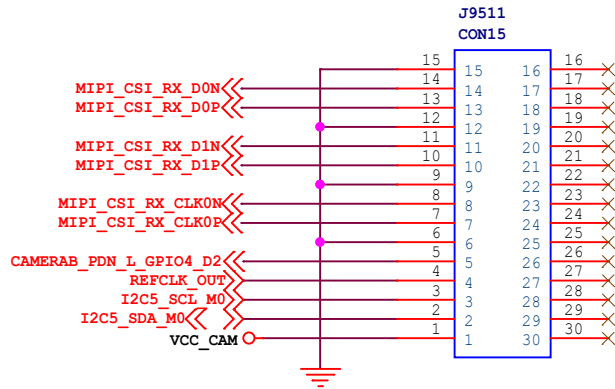 J9511
CON15
15 15 16 16
MIPI_CSI_RX_D0N 14 14 17 17
MIPI_CSI_RX_D0P 13 13 18 18
12 12 19 19
MIPI_CSI_RX_D1N 11 11 20 20
MIPI_CSI_RX_D1P 10 10 21 21
9 9 22 22
MIPI_CSI_RX_CLK0N 8 8 23 23
MIPI_CSI_RX_CLK0P 7 7 24 24
6 6 25 25
CAMERAB_PDN_L_GPIO4_D2 5 5 26 26
REFCLK_OUT 4 4 27 27
I2C5_SCL_M0 3 3 28 28
I2C5_SDA_M0 2 2 29 29
VCC_CAM 1 1 30 30